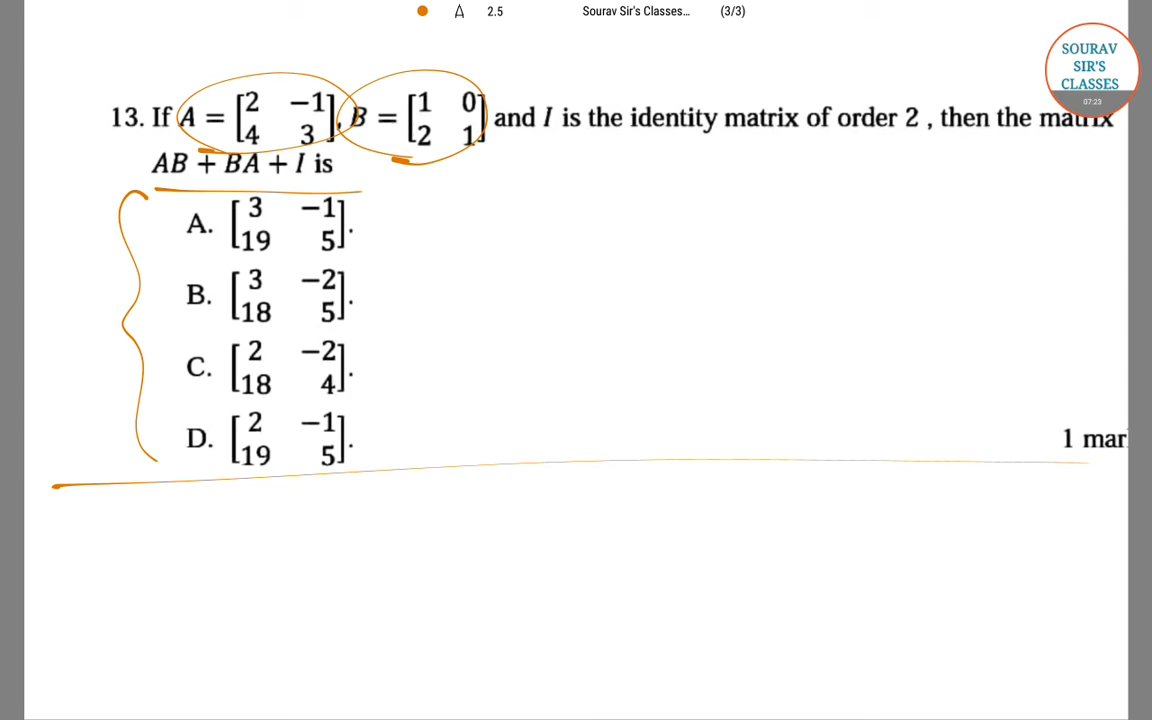 A 2.5 Sourav Sir's Classes... (3/3)
SOURAV
SIR'S
CLASSES
07:23
13. If A = [2 −1; 4 3], B = [1 0; 2 1] and I is the identity matrix of order 2 , then the matrix
AB + BA + I is
A. [3 −1; 19 5].
B. [3 −2; 18 5].
C. [2 −2; 18 4].
D. [2 −1; 19 5].
1 mar